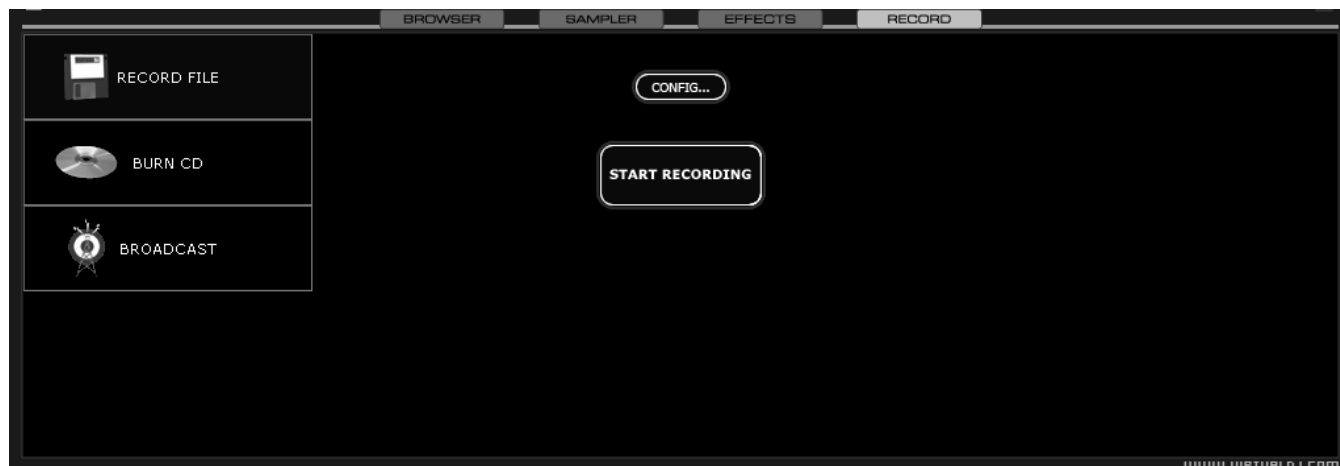 BROWSER SAMPLER EFFECTS RECORD
RECORD FILE
CONFIG...
BURN CD
START RECORDING
BROADCAST